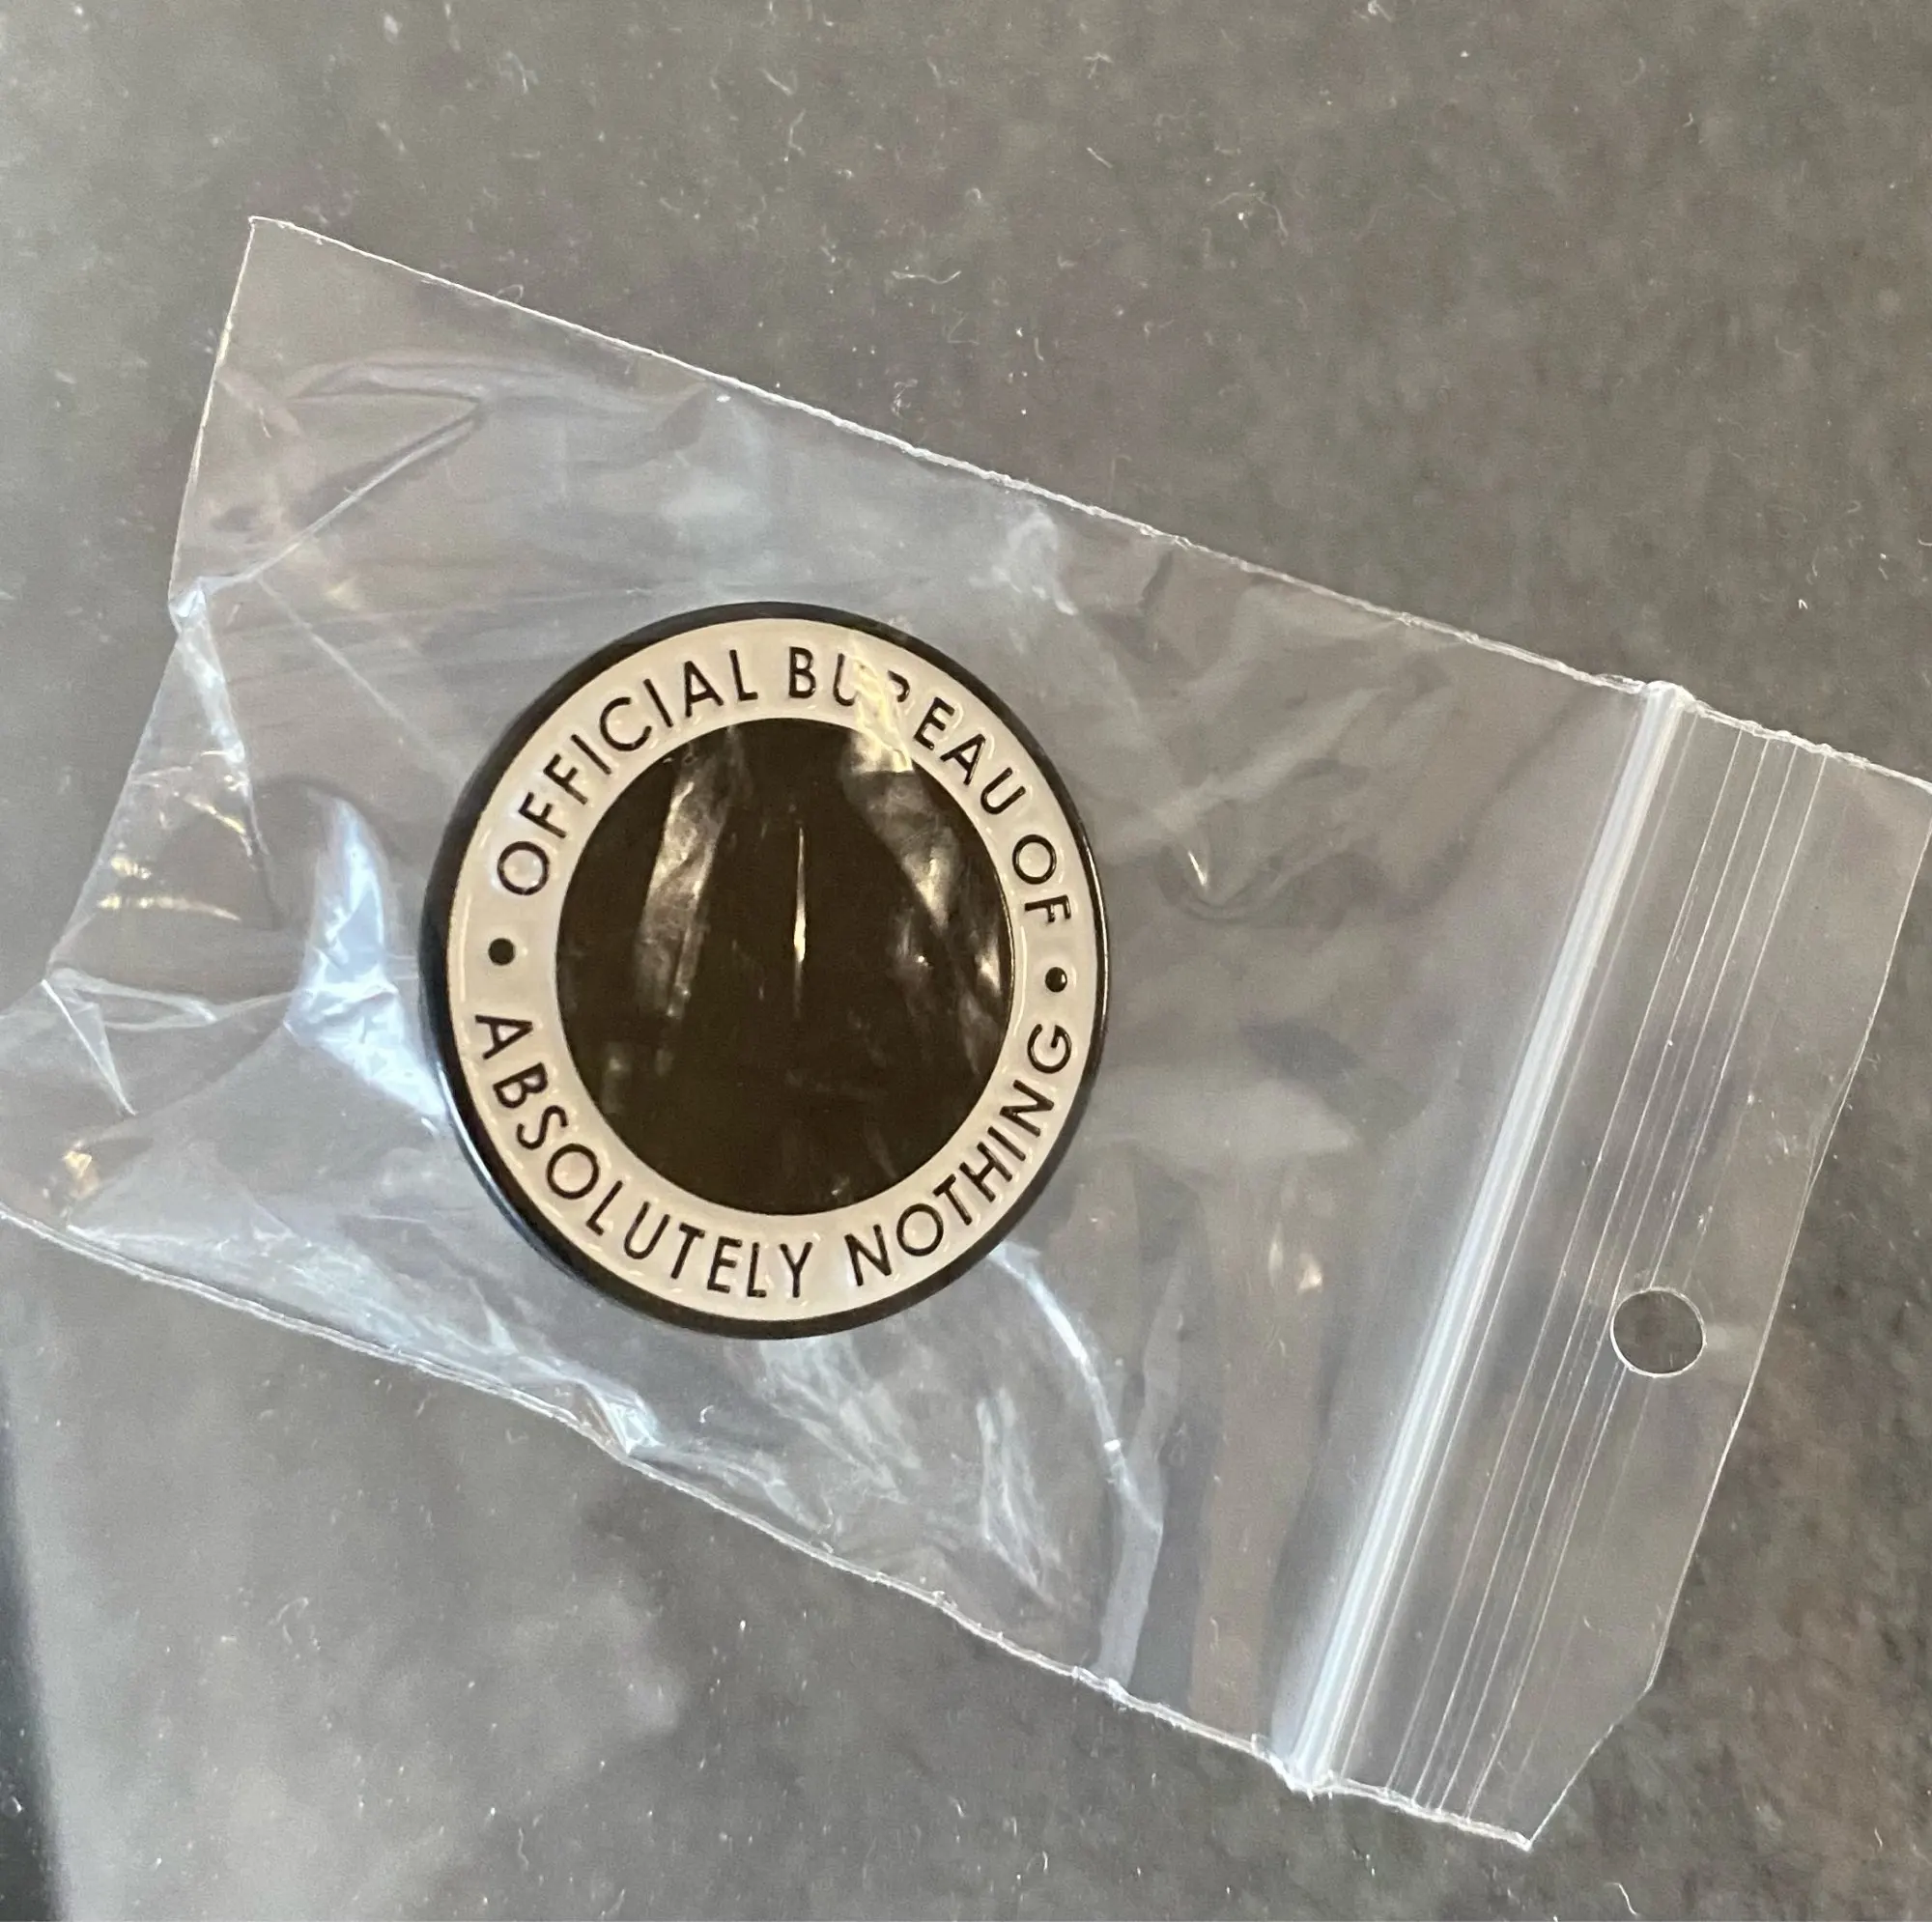 OFFICIAL BUREAU OF
• ABSOLUTELY NOTHING •